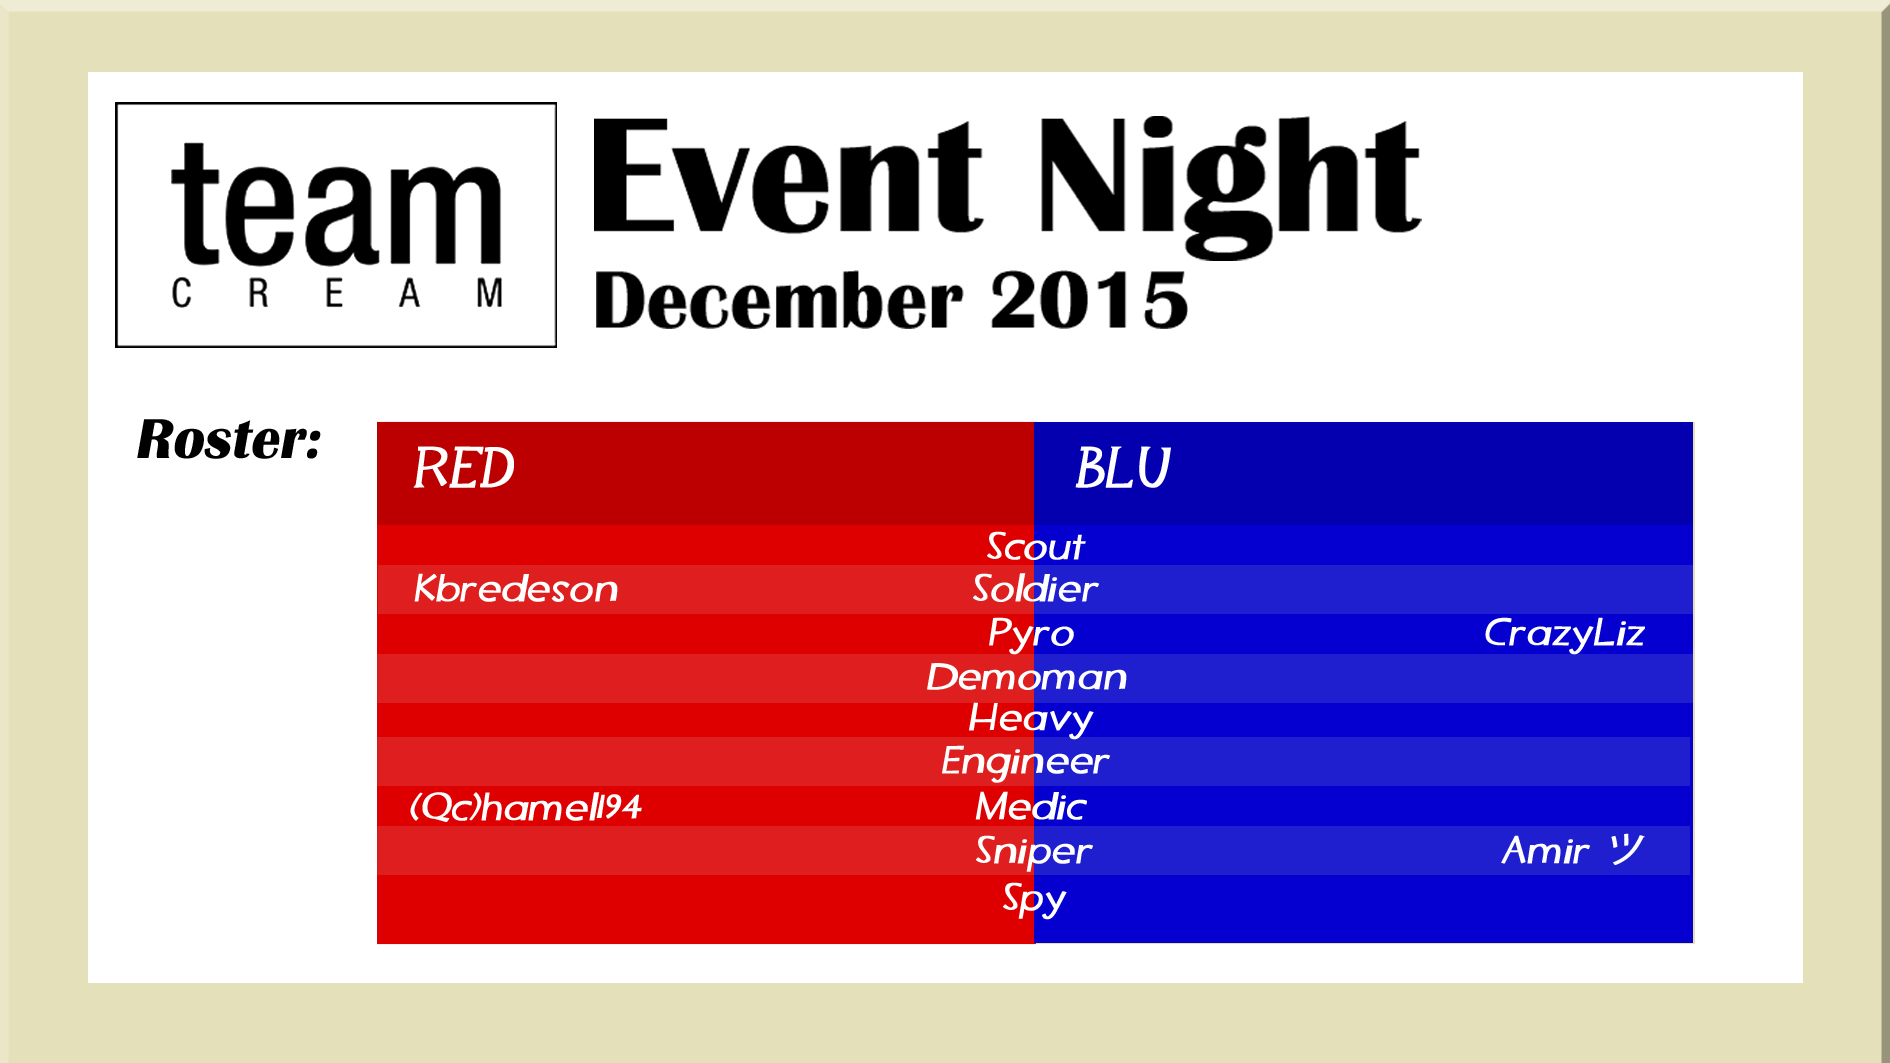 team
CREAM
Event Night
December 2015
Roster:
RED BLU
Scout
Kbredeson Soldier
Pyro CrazyLiz
Demoman
Heavy
Engineer
(Qc)hamel194 Medic
Sniper Amir ツ
Spy